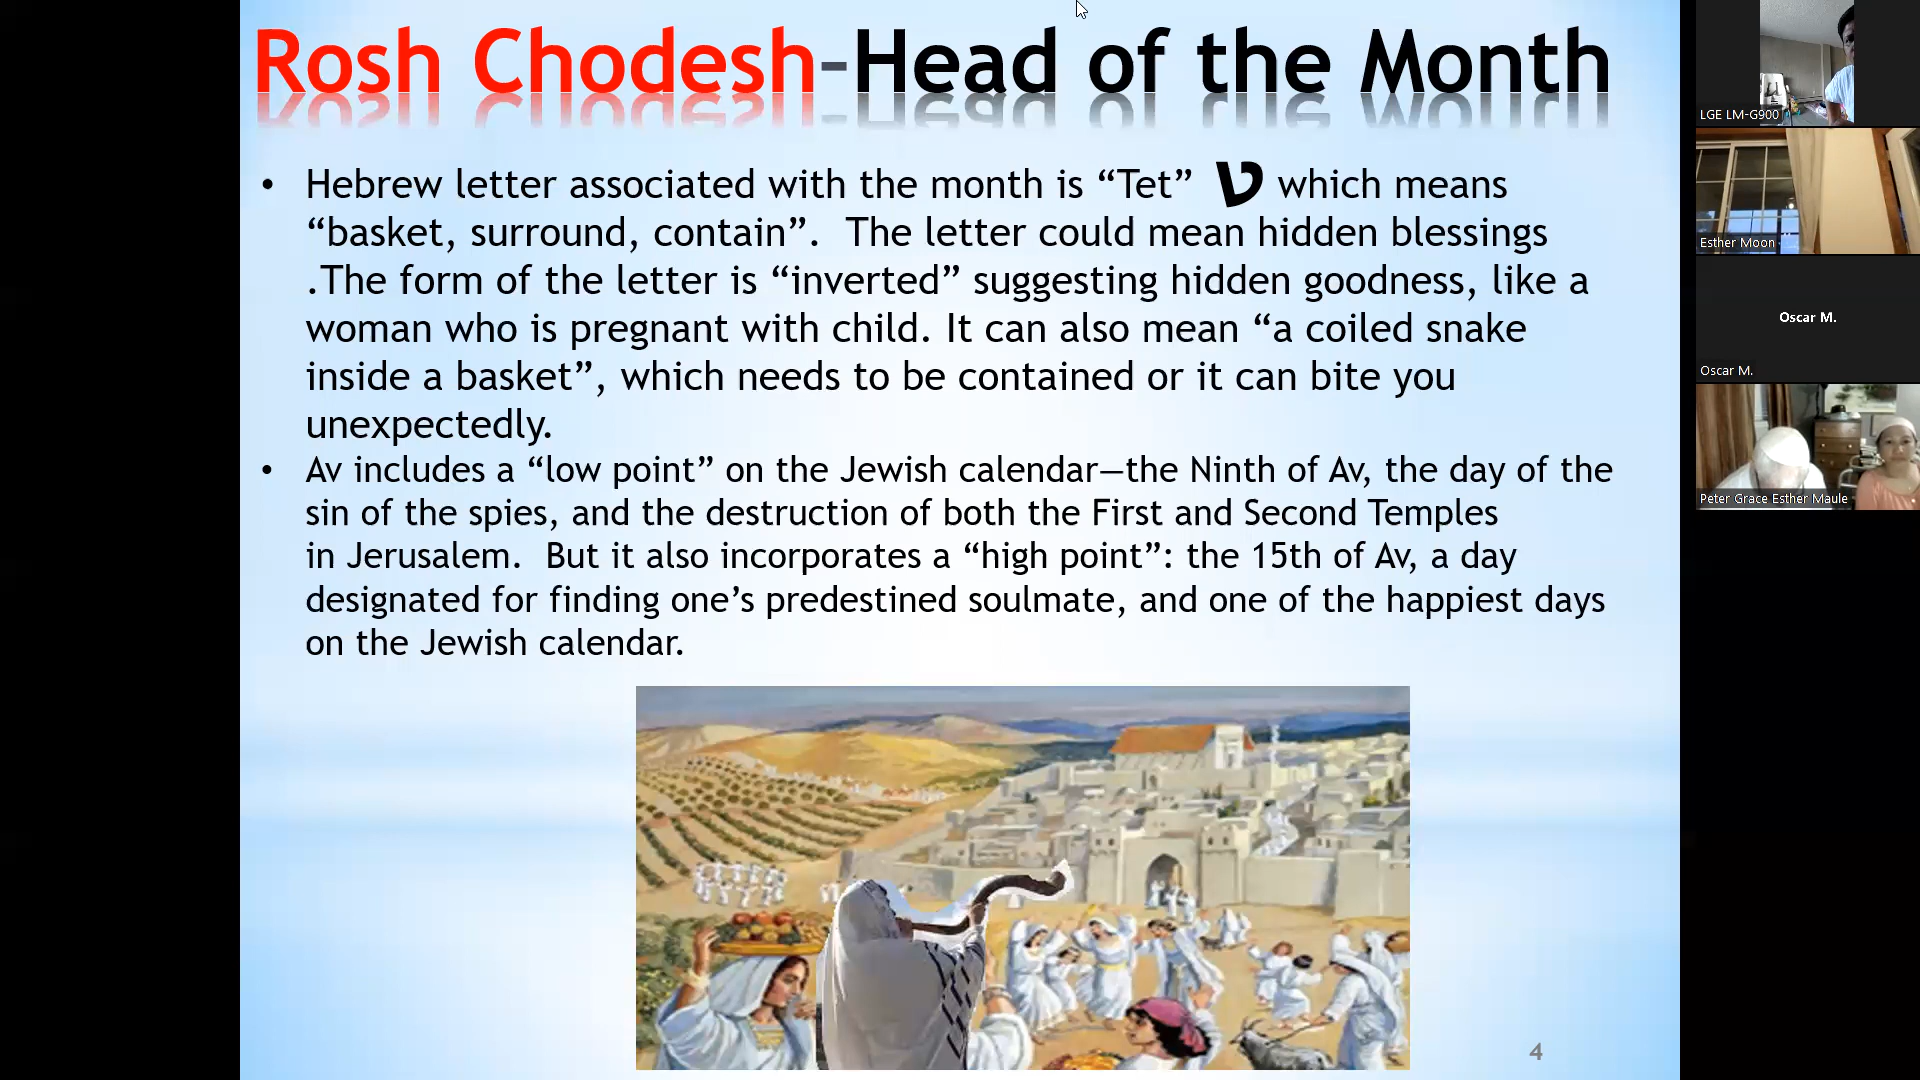 Rosh Chodesh-Head of the Month
• Hebrew letter associated with the month is “Tet” ט which means
“basket, surround, contain”. The letter could mean hidden blessings
.The form of the letter is “inverted” suggesting hidden goodness, like a
woman who is pregnant with child. It can also mean “a coiled snake
inside a basket”, which needs to be contained or it can bite you
unexpectedly.
• Av includes a “low point” on the Jewish calendar—the Ninth of Av, the day of the
sin of the spies, and the destruction of both the First and Second Temples
in Jerusalem. But it also incorporates a “high point”: the 15th of Av, a day
designated for finding one’s predestined soulmate, and one of the happiest days
on the Jewish calendar.
4
LGE LM-G900
Esther Moon
Oscar M.
Oscar M.
Peter Grace Esther Maule